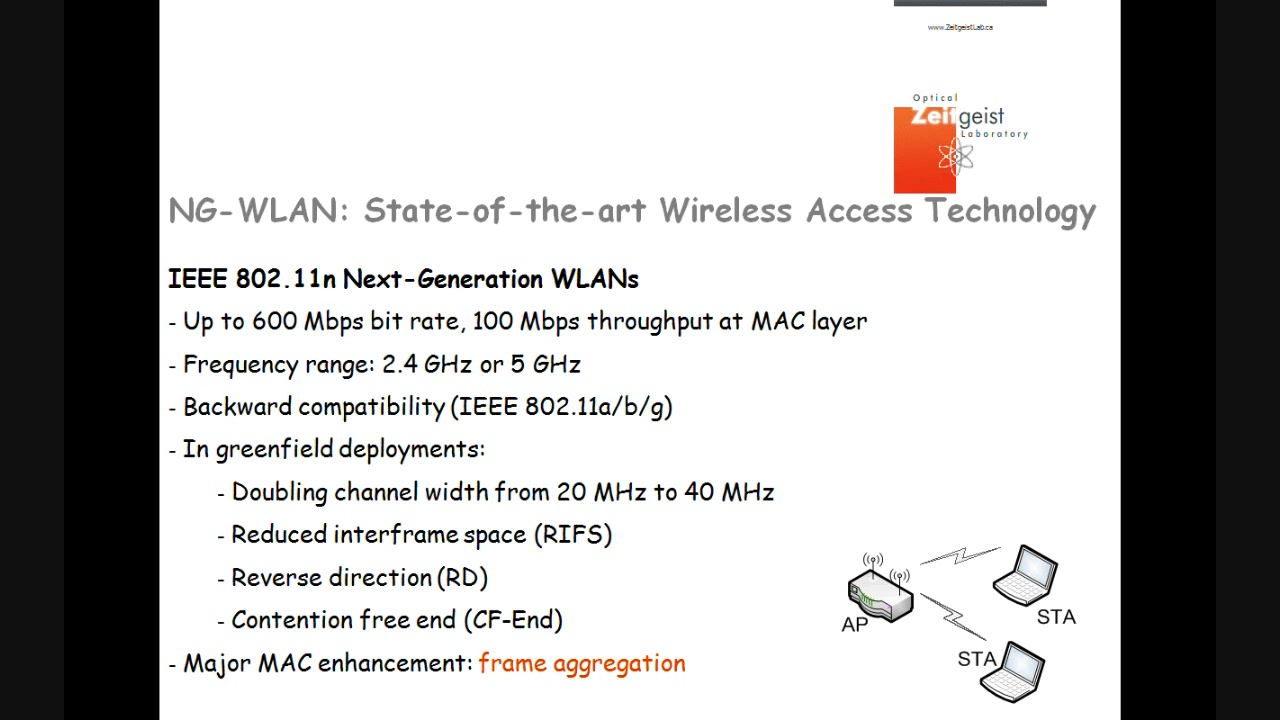 www.ZeitgeistLab.ca
Optical
Zeitgeist
Laboratory
NG-WLAN: State-of-the-art Wireless Access Technology
IEEE 802.11n Next-Generation WLANs
- Up to 600 Mbps bit rate, 100 Mbps throughput at MAC layer
- Frequency range: 2.4 GHz or 5 GHz
- Backward compatibility (IEEE 802.11a/b/g)
- In greenfield deployments:
- Doubling channel width from 20 MHz to 40 MHz
- Reduced interframe space (RIFS)
- Reverse direction (RD)
- Contention free end (CF-End)
- Major MAC enhancement: frame aggregation
AP
STA
STA